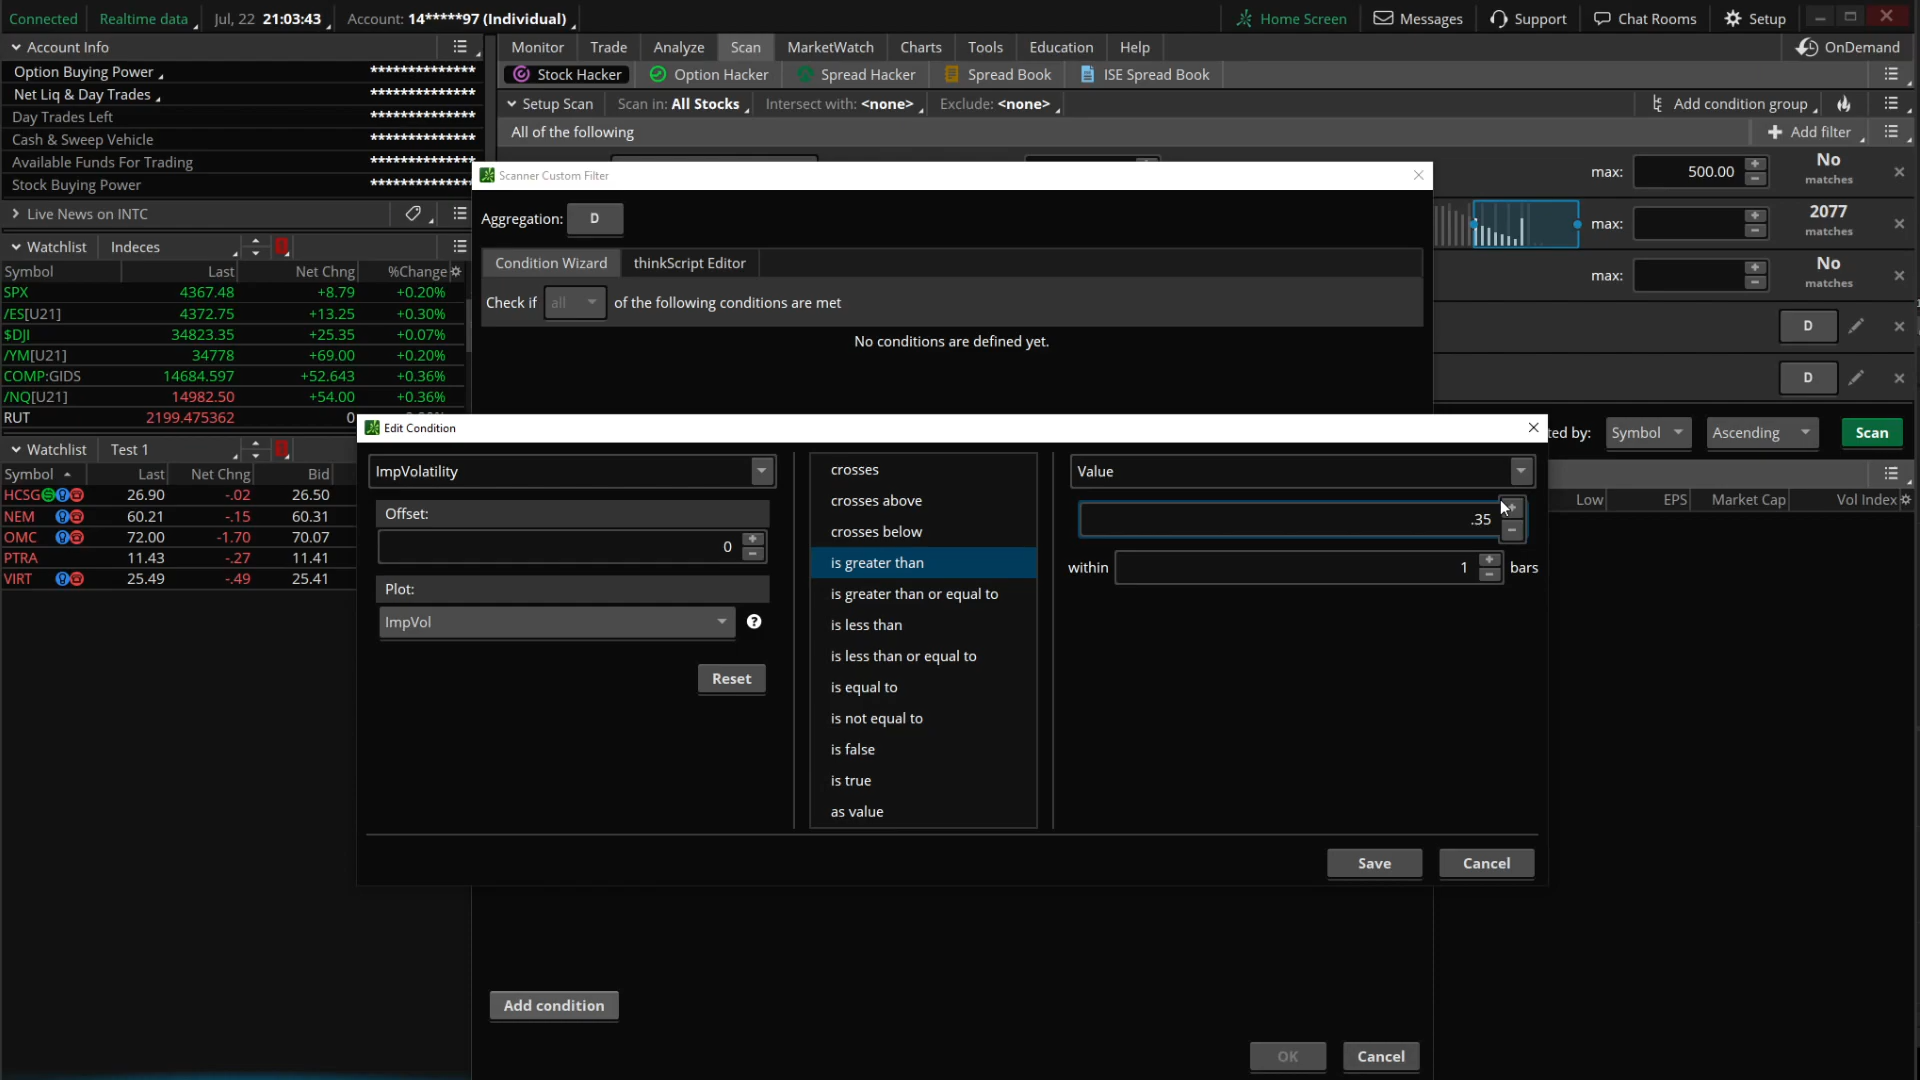 Connected Realtime data Jul, 22 21:03:43 Account: 14*****97 (Individual) Home Screen Messages Support Chat Rooms Setup
Account Info Monitor Trade Analyze Scan MarketWatch Charts Tools Education Help OnDemand
Option Buying Power ************** Stock Hacker Option Hacker Spread Hacker Spread Book ISE Spread Book
Net Liq & Day Trades **************
Setup Scan Scan in: All Stocks Intersect with: <none> Exclude: <none> Add condition group
Day Trades Left **************
All of the following Add filter
Cash & Sweep Vehicle **************
Available Funds For Trading **************
Stock Buying Power **************
max: 500.00 No matches
Scanner Custom Filter
Live News on INTC
Aggregation: D
max: 2077 matches
Watchlist Indeces
Symbol Last Net Chng %Change
Condition Wizard thinkScript Editor
max: No matches
SPX 4367.48 +8.79 +0.20%
Check if all of the following conditions are met
/ES[U21] 4372.75 +13.25 +0.30%
D
$DJI 34823.35 +25.35 +0.07%
No conditions are defined yet.
/YM[U21] 34778 +69.00 +0.20%
COMP:GIDS 14684.597 +52.643 +0.36%
D
/NQ[U21] 14982.50 +54.00 +0.36%
RUT 2199.475362 0
Edit Condition
ted by: Symbol Ascending Scan
Watchlist Test 1
Symbol Last Net Chng Bid
Low EPS Market Cap Vol Index
HCSG 26.90 -.02 26.50
NEM 60.21 -.15 60.31
OMC 72.00 -1.70 70.07
PTRA 11.43 -.27 11.41
VIRT 25.49 -.49 25.41
ImpVolatility
Offset:
0
Plot:
ImpVol
Reset
crosses
crosses above
crosses below
is greater than
is greater than or equal to
is less than
is less than or equal to
is equal to
is not equal to
is false
is true
as value
Value
.35
within 1 bars
Save Cancel
Add condition
OK Cancel